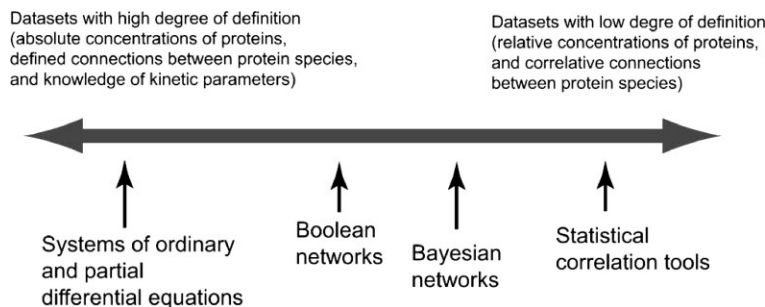 Datasets with high degree of definition
(absolute concentrations of proteins,
defined connections between protein species,
and knowledge of kinetic parameters)
Datasets with low degre of definition
(relative concentrations of proteins,
and correlative connections
between protein species)
Systems of ordinary
and partial
differential equations
Boolean
networks
Bayesian
networks
Statistical
correlation tools